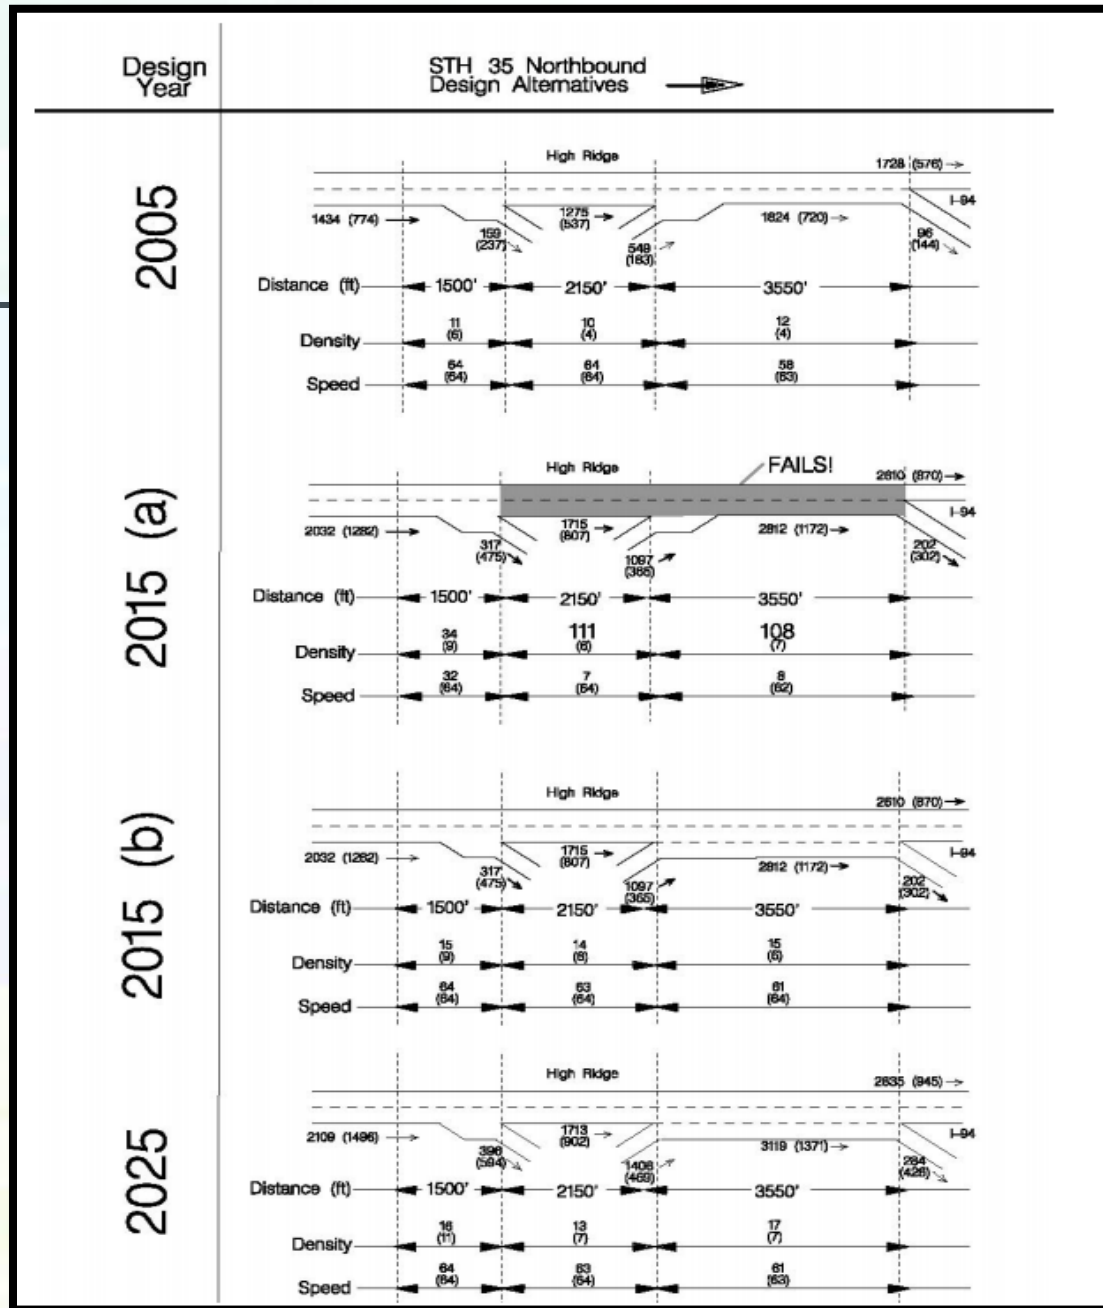 Design Year
STH 35 Northbound
Design Alternatives
2005
High Ridge
1728 (576)
I-94
1434 (774)
159 (237)
1275 (537)
549 (183)
1824 (720)
96 (144)
Distance (ft) 1500' 2150' 3550'
11 (6) 10 (4) 12 (4)
Density
64 (64) 64 (64) 58 (63)
Speed
2015 (a)
High Ridge
FAILS!
2610 (870)
I-94
2032 (1282)
317 (475)
1715 (807)
1097 (365)
2812 (1172)
202 (302)
Distance (ft) 1500' 2150' 3550'
34 (9) 111 (6) 108 (7)
Density
32 (64) 7 (64) 8 (62)
Speed
2015 (b)
High Ridge
2610 (870)
I-94
2032 (1282)
317 (475)
1715 (807)
1097 (365)
2812 (1172)
202 (302)
Distance (ft) 1500' 2150' 3550'
15 (9) 14 (6) 15
Density
64 (64) 63 (64) 61 (64)
Speed
2025
High Ridge
2835 (945)
I-94
2109 (1496)
396 (594)
1713 (902)
1406 (469)
3119 (1371)
284 (426)
Distance (ft) 1500' 2150' 3550'
16 (11) 13 (7) 17 (7)
Density
64 (64) 63 (64) 61 (63)
Speed